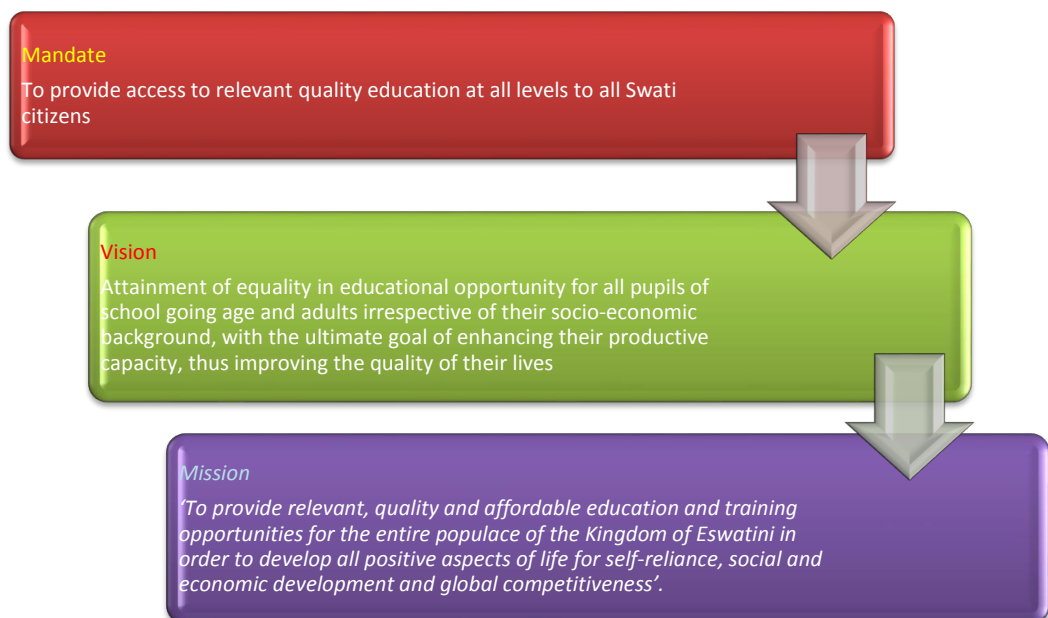 Mandate
To provide access to relevant quality education at all levels to all Swati
citizens
Vision
Attainment of equality in educational opportunity for all pupils of
school going age and adults irrespective of their socio-economic
background, with the ultimate goal of enhancing their productive
capacity, thus improving the quality of their lives
Mission
‘To provide relevant, quality and affordable education and training
opportunities for the entire populace of the Kingdom of Eswatini in
order to develop all positive aspects of life for self-reliance, social and
economic development and global competitiveness’.